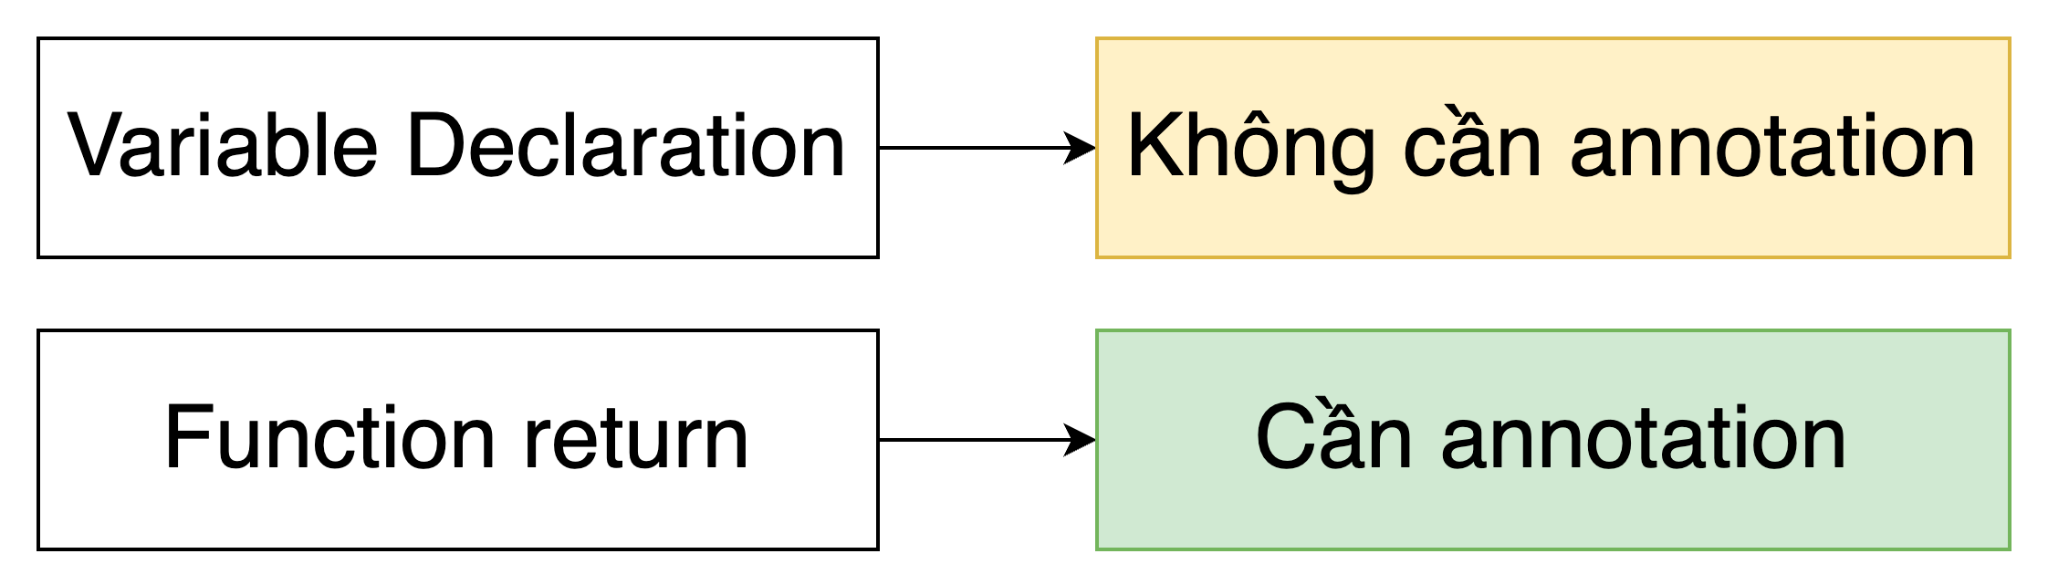 Variable Declaration
Không cần annotation
Function return
Cần annotation